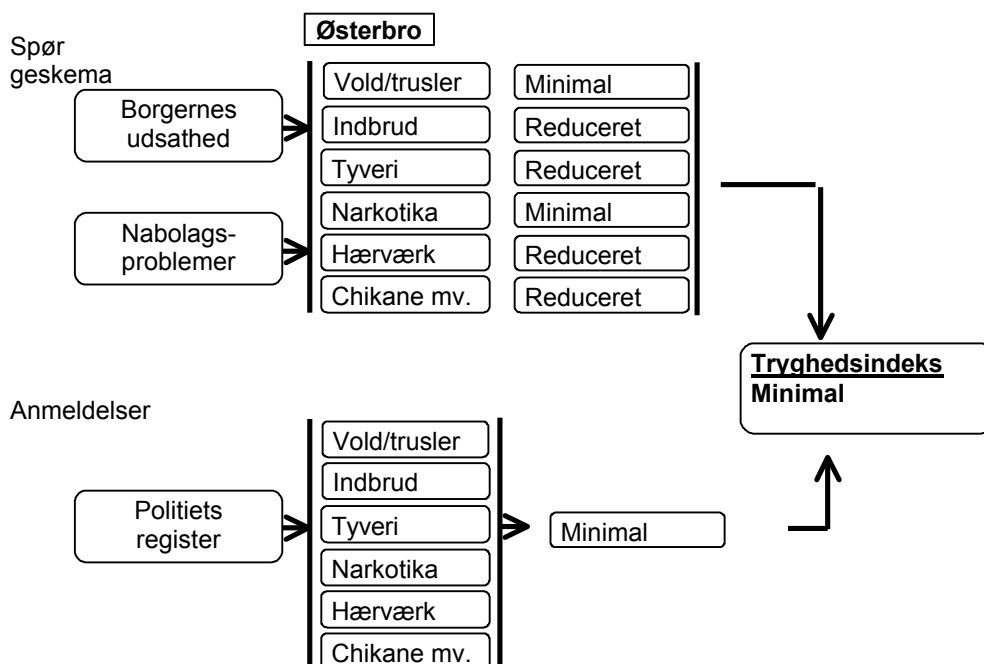 Østerbro
Spør
geskema
Borgernes
udsathed
Nabolags-
problemer
Vold/trusler
Minimal
Indbrud
Reduceret
Tyveri
Reduceret
Narkotika
Minimal
Hærværk
Reduceret
Chikane mv.
Reduceret
Tryghedsindeks
Minimal
Anmeldelser
Politiets
register
Vold/trusler
Indbrud
Tyveri
Narkotika
Hærværk
Chikane mv.
Minimal